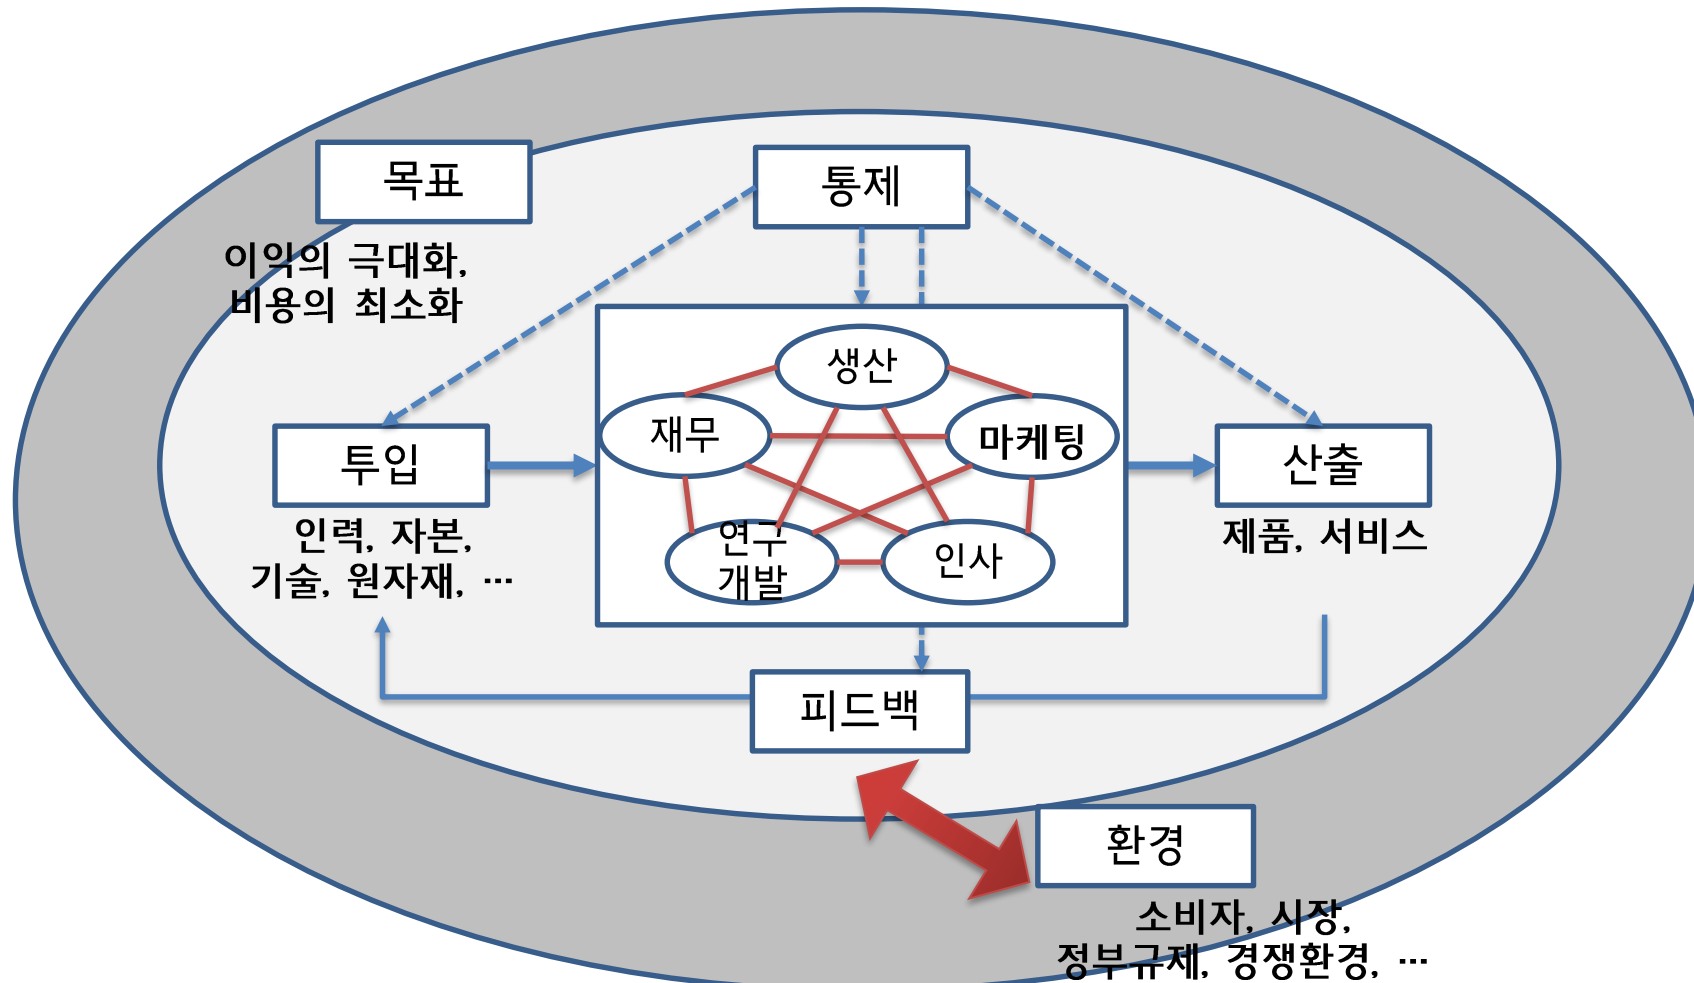 목표
통제
이익의 극대화,
비용의 최소화
생산
재무
마케팅
투입
산출
인력, 자본,
기술, 원자재, ...
제품, 서비스
연구
개발
인사
피드백
환경
소비자, 시장,
정부규제, 경쟁환경, ...